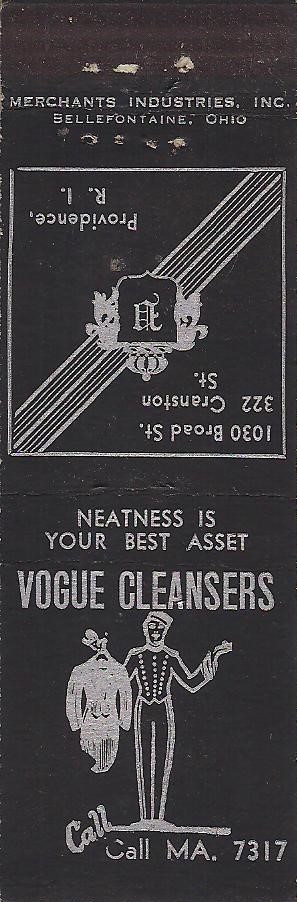 MERCHANTS INDUSTRIES, INC.
BELLEFONTAINE, OHIO
1030 Broad St.
322 Cranston
St.
Providence,
R. I.
NEATNESS IS
YOUR BEST ASSET
VOGUE CLEANSERS
Call
Call MA. 7317